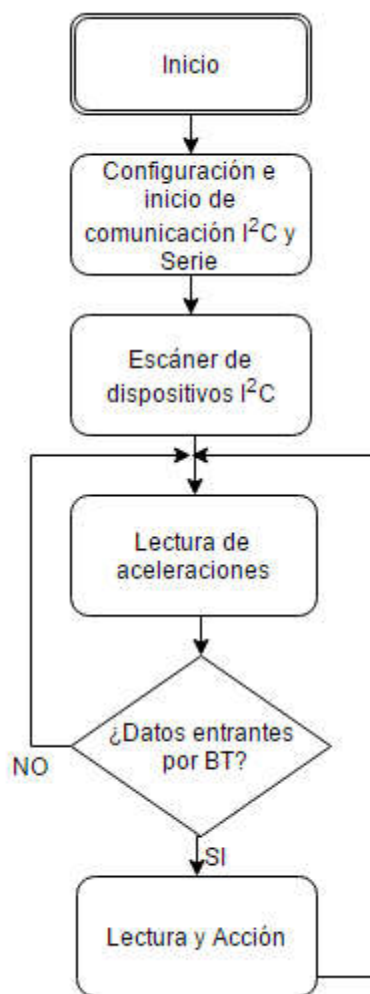 Inicio
Configuración e
inicio de
comunicación I²C y
Serie
Escáner de
dispositivos I²C
Lectura de
aceleraciones
¿Datos entrantes
por BT?
NO
SI
Lectura y Acción